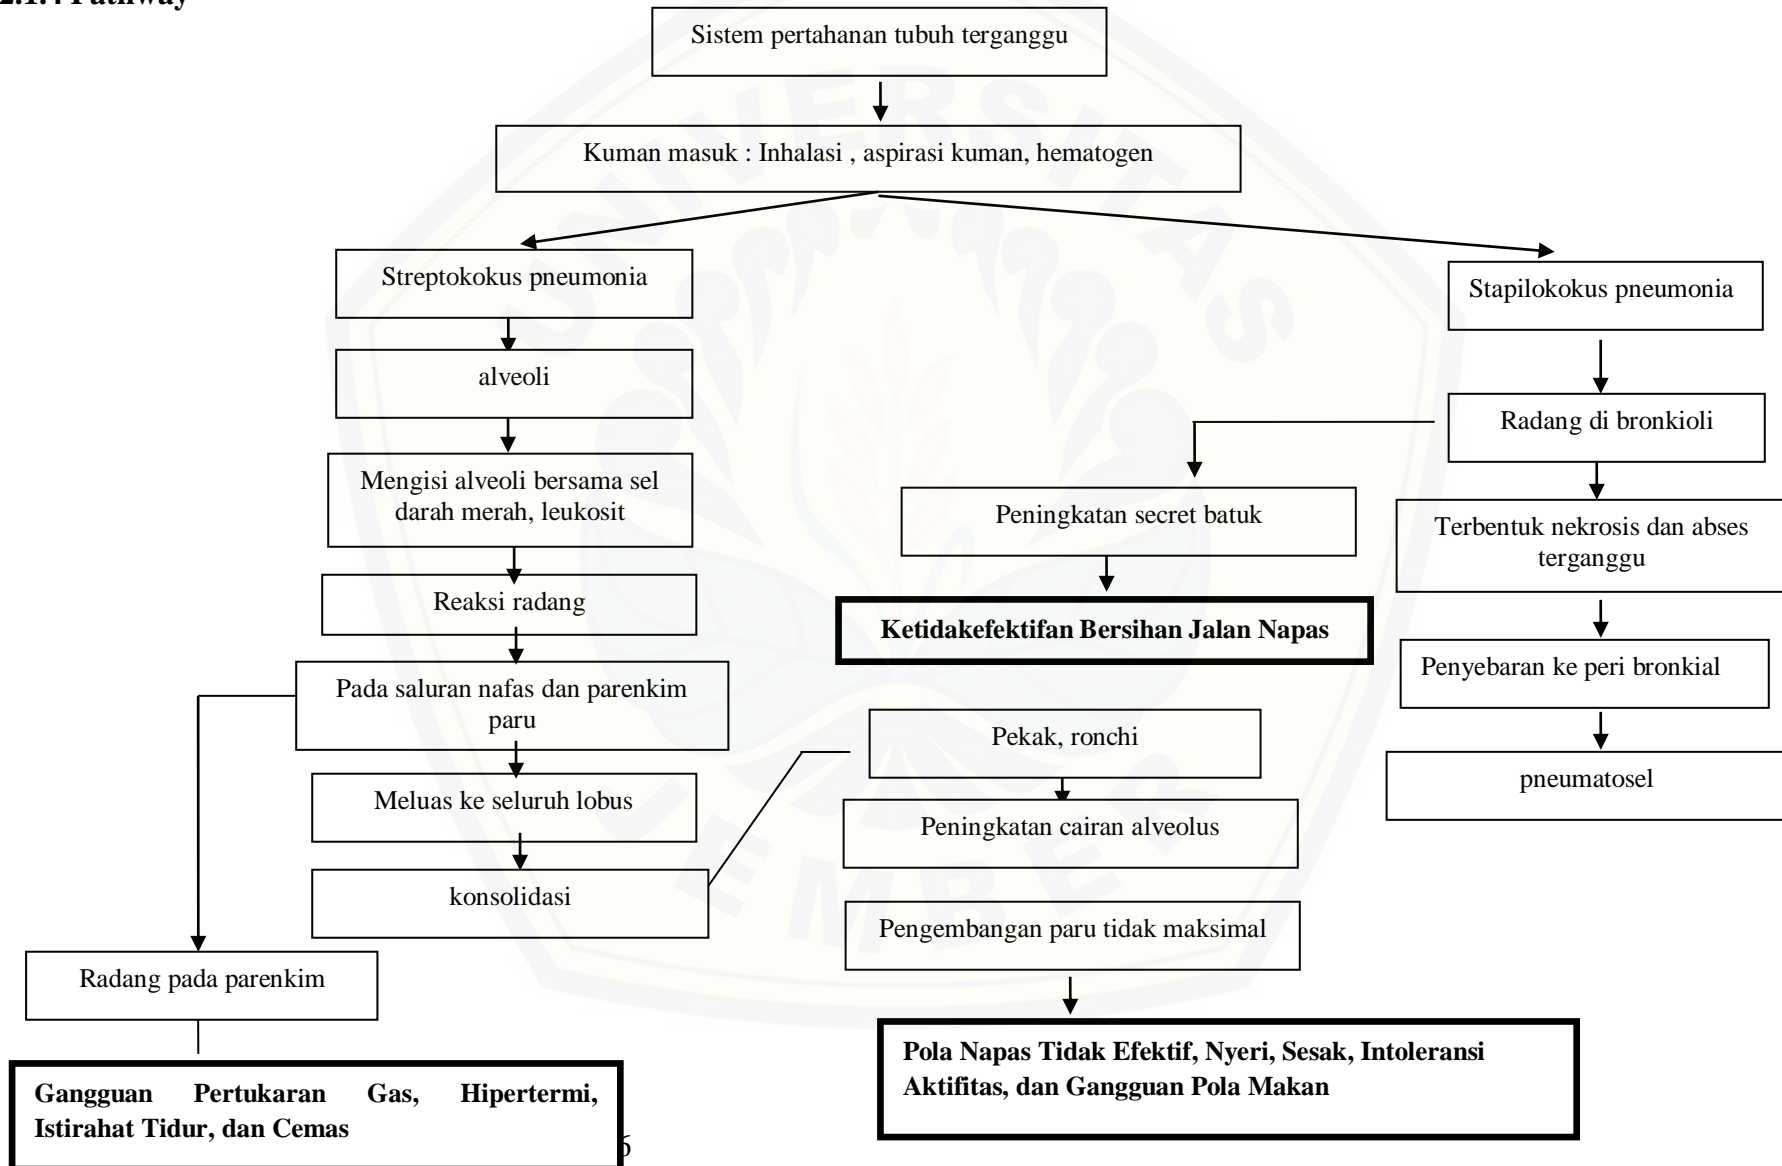 2.1.4 Pathway
Sistem pertahanan tubuh terganggu
Kuman masuk : Inhalasi , aspirasi kuman, hematogen
Streptokokus pneumonia
Stapilokokus pneumonia
alveoli
Radang di bronkioli
Mengisi alveoli bersama sel
darah merah, leukosit
Peningkatan secret batuk
Terbentuk nekrosis dan abses
terganggu
Reaksi radang
Ketidakefektifan Bersihan Jalan Napas
Pada saluran nafas dan parenkim
paru
Penyebaran ke peri bronkial
Pekak, ronchi
pneumatosel
Meluas ke seluruh lobus
Peningkatan cairan alveolus
konsolidasi
Pengembangan paru tidak maksimal
Radang pada parenkim
Pola Napas Tidak Efektif, Nyeri, Sesak, Intoleransi
Aktifitas, dan Gangguan Pola Makan
Gangguan Pertukaran Gas, Hipertermi,
Istirahat Tidur, dan Cemas
6
UNIVERSITAS
JEMBER